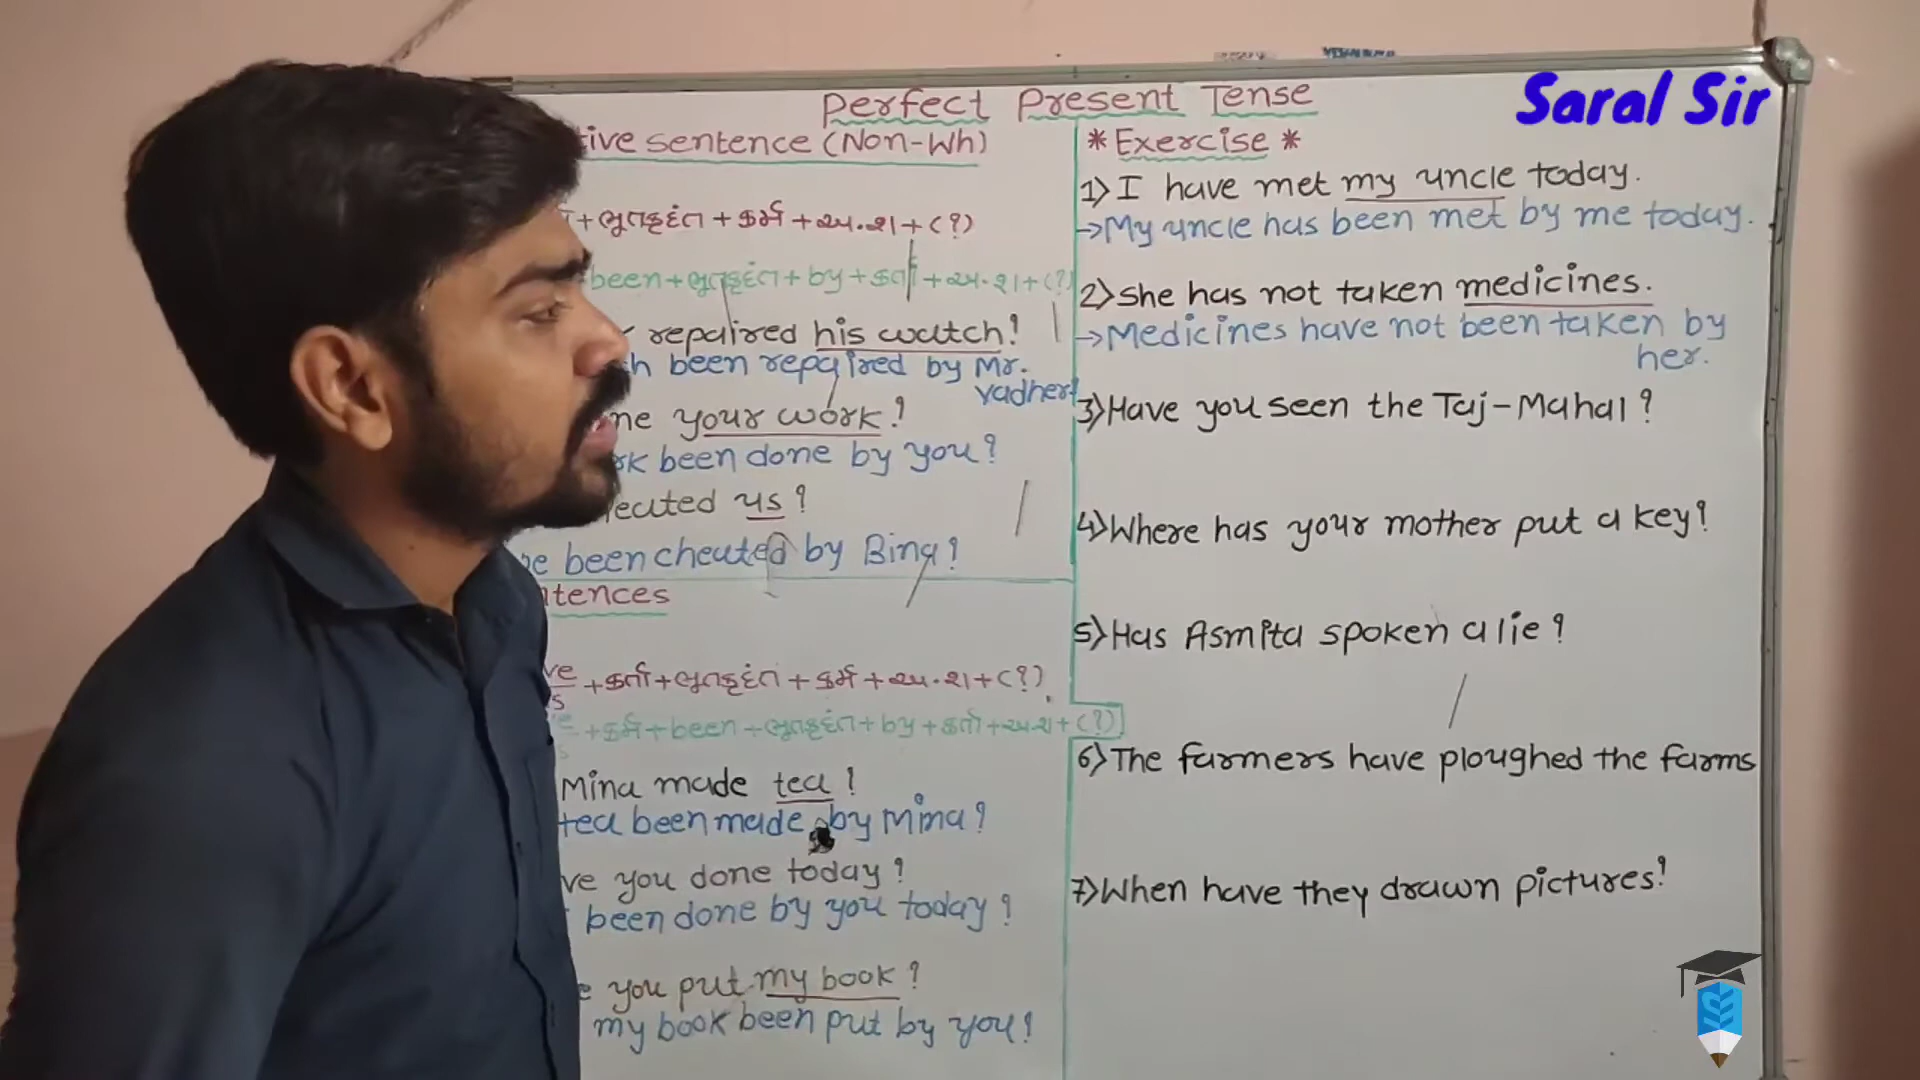 Perfect Present Tense
Saral Sir
tive sentence (Non-Wh)
+ ભૂતકૃદંત + કર્મ + અ.શ + (?)
been + ભૂતકૃદંત + by + કર્તા + અ.શ + (?)
repaired his watch?
h been repaired by Mr.
Vadher?
ne your work?
rk been done by you?
eated us?
be been cheated by Bina?
ntences
ve + કર્તા + ભૂતકૃદંત + કર્મ + અ.શ + (?)
s
+ કર્મ + been + ભૂતકૃદંત + by + કર્તા + અ.શ + (?)
Mina made tea?
tea been made by Mina?
ve you done today?
been done by you today?
e you put my book?
my book been put by you?
* Exercise *
1) I have met my uncle today.
→ My uncle has been met by me today.
2) She has not taken medicines.
→ Medicines have not been taken by
her.
3) Have you seen the Taj-Mahal?
4) Where has your mother put a key?
5) Has Asmita spoken a lie?
6) The farmers have ploughed the farms
7) When have they drawn pictures?